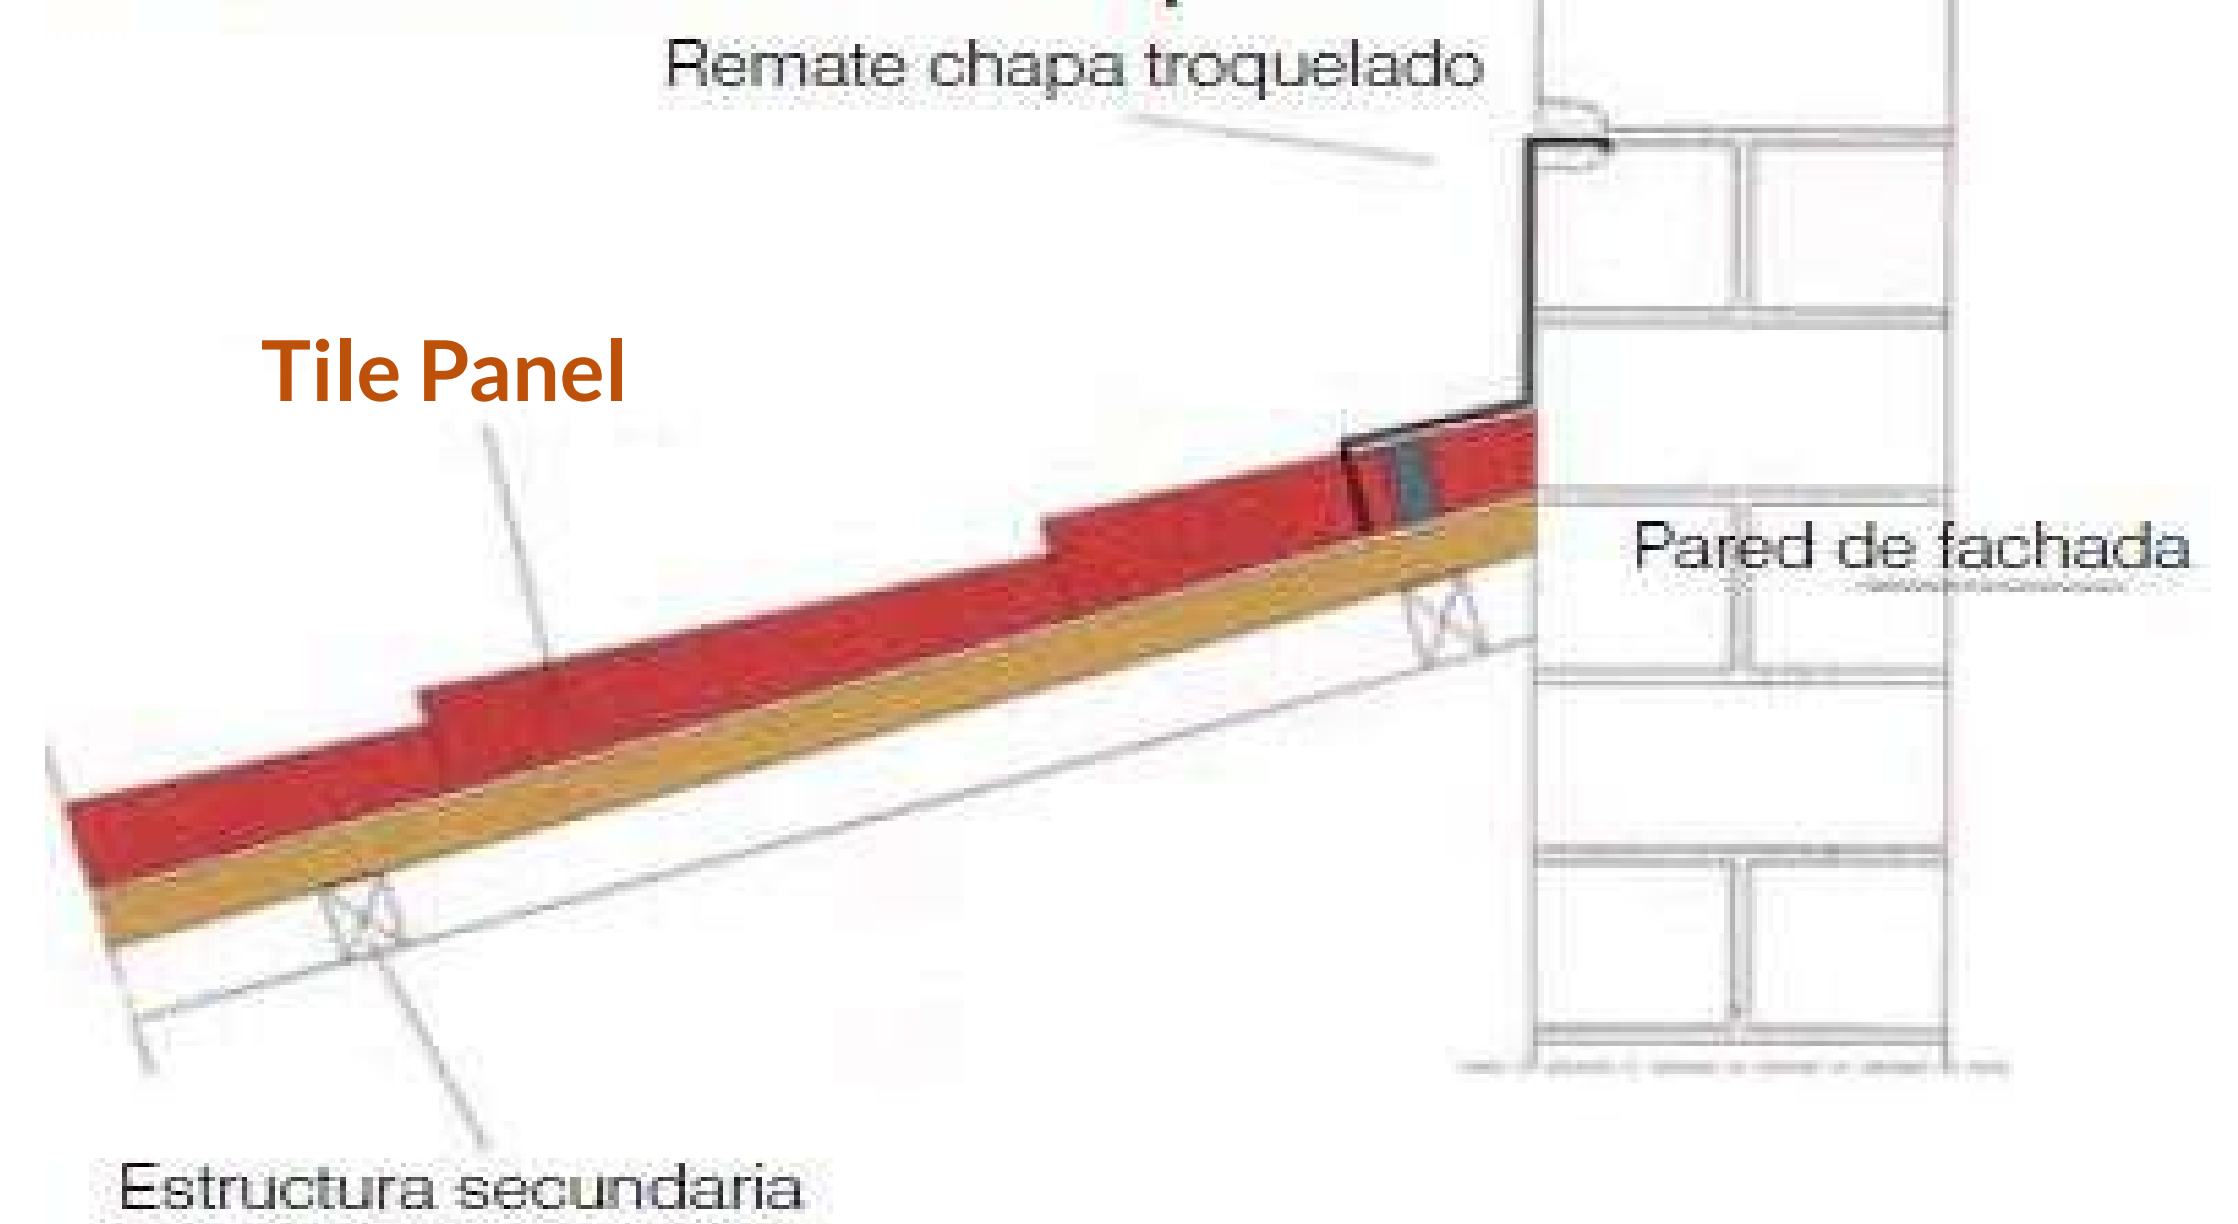 Remate chapa troquelado
Tile Panel
Pared de fachada
Estructura secundaria